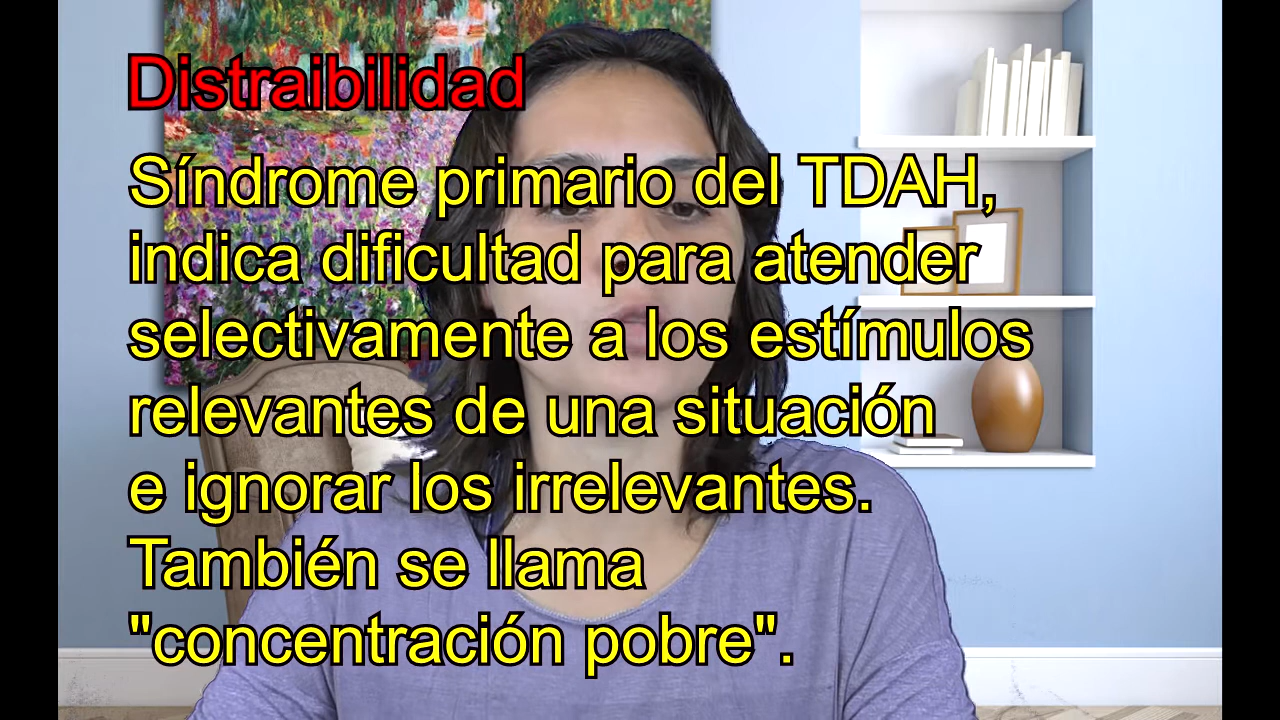 Distraibilidad
Síndrome primario del TDAH,
indica dificultad para atender
selectivamente a los estímulos
relevantes de una situación
e ignorar los irrelevantes.
También se llama
"concentración pobre".